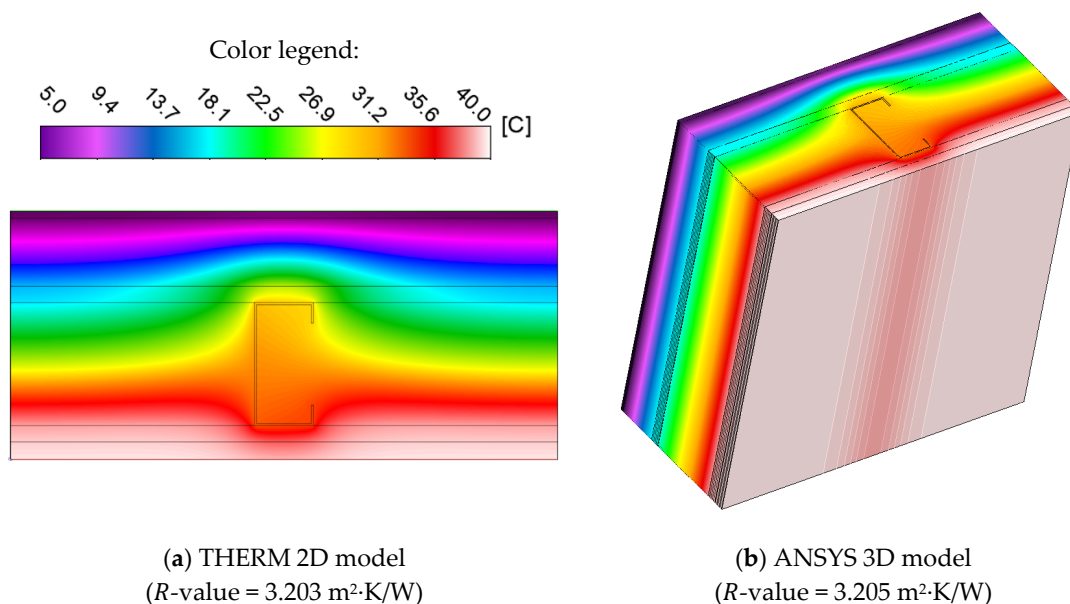 Color legend:
5.0 9.4 13.7 18.1 22.5 26.9 31.2 35.6 40.0 [C]
(a) THERM 2D model
(R-value = 3.203 m²·K/W)
(b) ANSYS 3D model
(R-value = 3.205 m²·K/W)